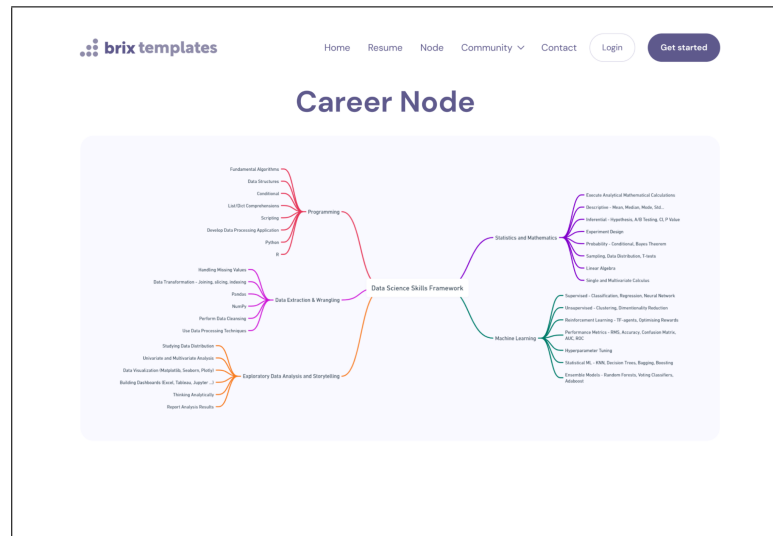 brix templates
Home Resume Node Community Contact Login Get started
Career Node
Fundamental Algorithms
Data Structures
Conditional
List/Dict Comprehensions
Scripting
Develop Data Processing Application
Python
R
Programming
Handling Missing Values
Data Transformation - Joining, slicing, indexing
Pandas
NumPy
Perform Data Cleansing
Use Data Processing Techniques
Data Extraction & Wrangling
Studying Data Distribution
Univariate and Multivariate Analysis
Data Visualization (Matplotlib, Seaborn, Plotly)
Building Dashboards (Excel, Tableau, Jupyter ...)
Thinking Analytically
Report Analysis Results
Exploratory Data Analysis and Storytelling
Data Science Skills Framework
Statistics and Mathematics
Execute Analytical Mathematical Calculations
Descriptive - Mean, Median, Mode, Std..
Inferential - Hypothesis, A/B Testing, CI, P Value
Experiment Design
Probability - Conditional, Bayes Theorem
Sampling, Data Distribution, T-tests
Linear Algebra
Single and Multivariate Calculus
Machine Learning
Supervised - Classification, Regression, Neural Network
Unsupervised - Clustering, Dimentionality Reduction
Reinforcement Learning - TF-agents, Optimising Rewards
Performance Metrics - RMS, Accuracy, Confusion Matrix,
AUC, ROC
Hyperparameter Tuning
Statistical ML - KNN, Decision Trees, Bagging, Boosting
Ensemble Models - Random Forests, Voting Classifiers,
Adaboost